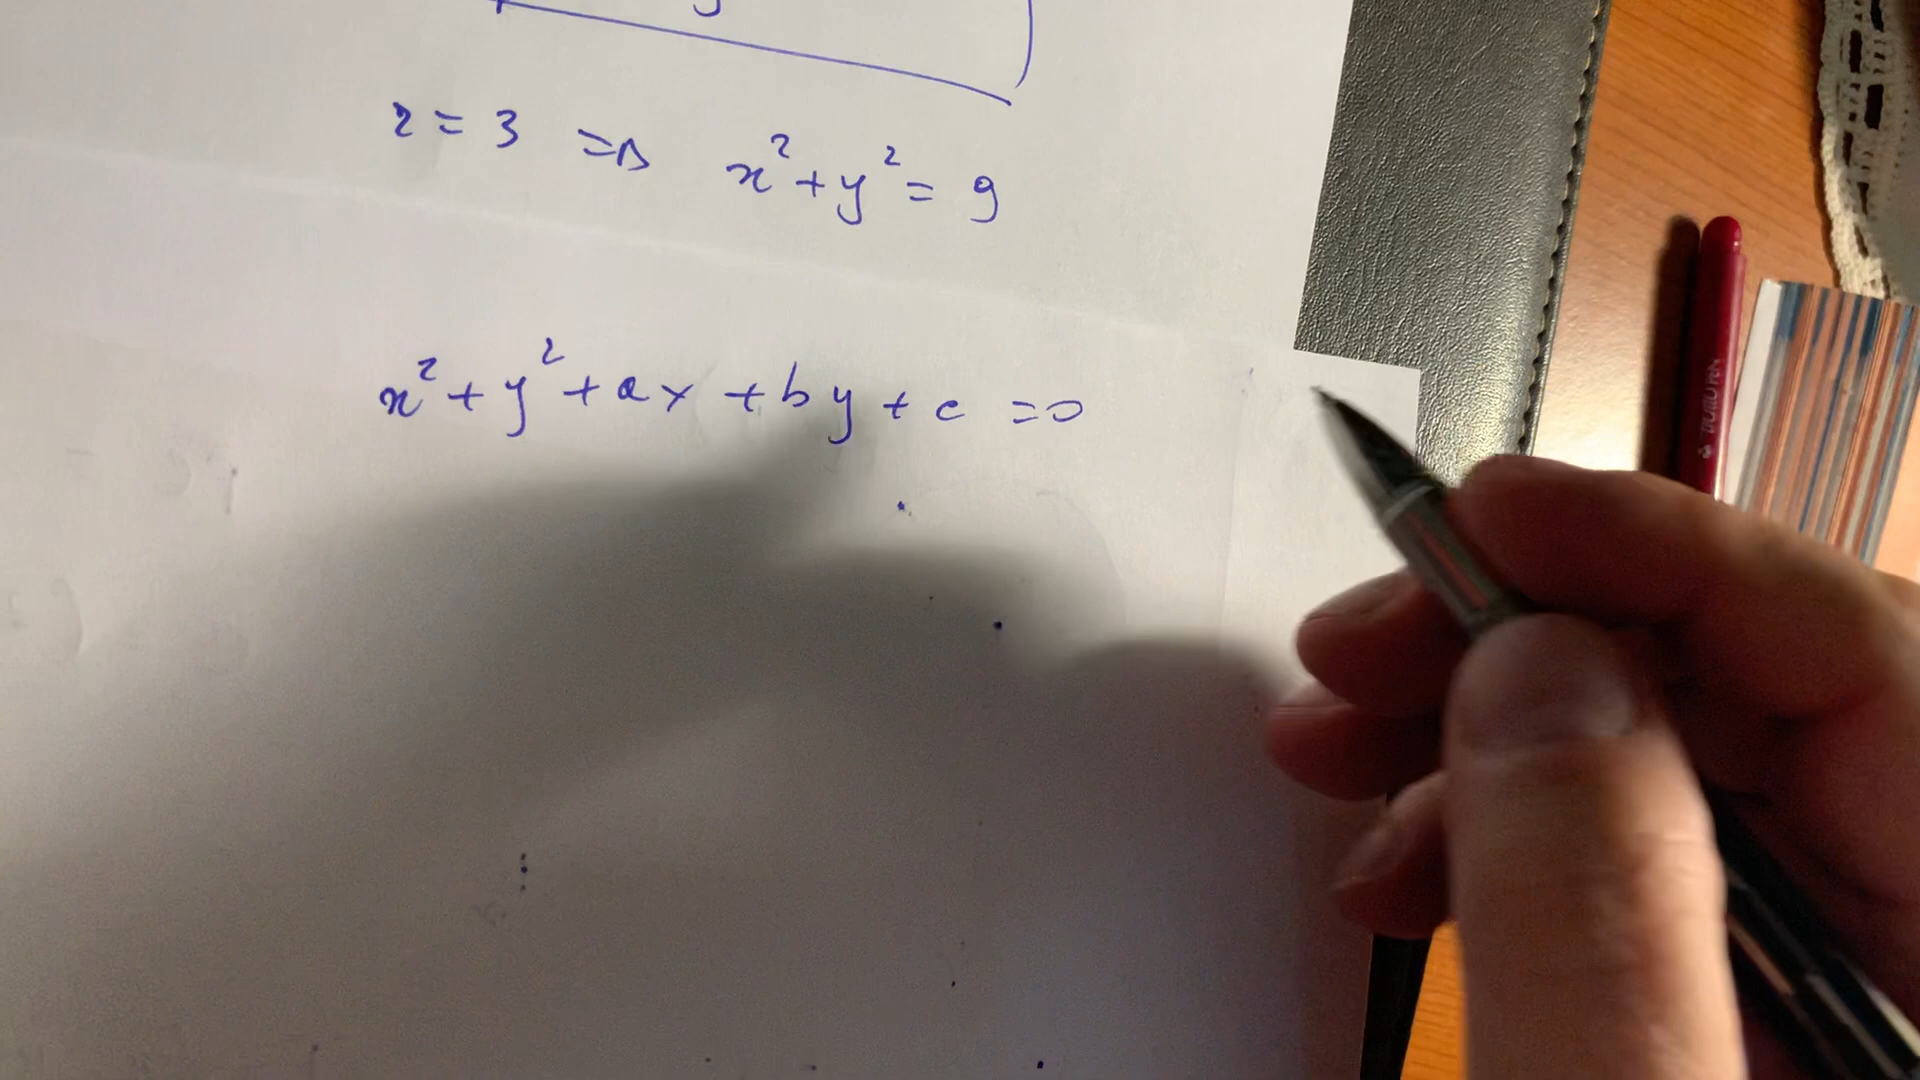 r = 3 => x² + y² = 9
x² + y² + ax + by + c = 0